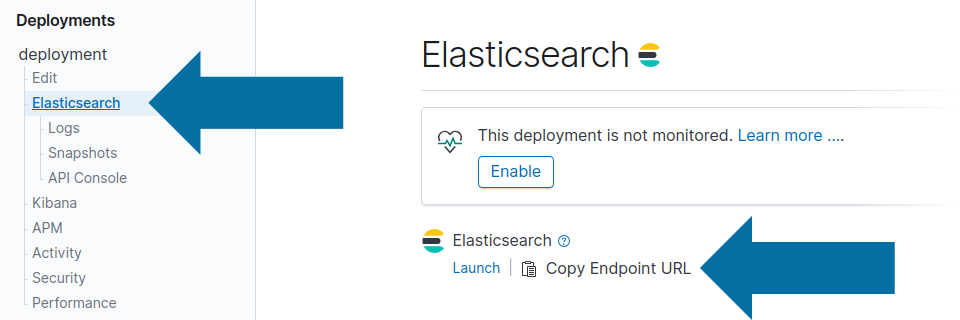 Deployments
deployment
Edit
Elasticsearch
Logs
Snapshots
API Console
Kibana
APM
Activity
Security
Performance
Elasticsearch
This deployment is not monitored. Learn more ....
Enable
Elasticsearch ?
Launch | Copy Endpoint URL